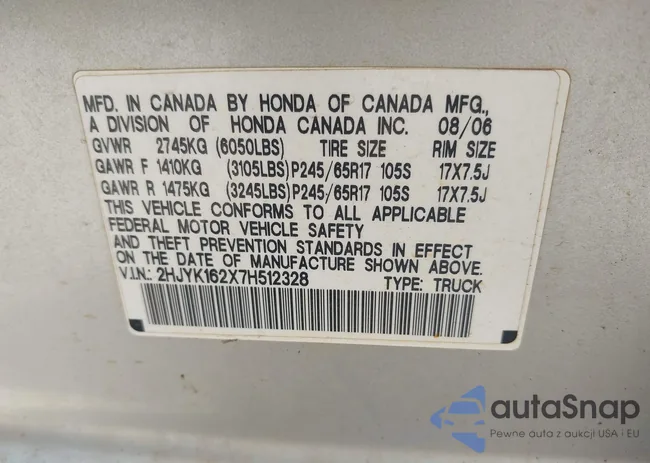 MFD. IN CANADA BY HONDA OF CANADA MFG.,
A DIVISION OF HONDA CANADA INC. 08/06
GVWR 2745KG (6050LBS) TIRE SIZE RIM SIZE
GAWR F 1410KG (3105LBS) P245/65R17 105S 17X7.5J
GAWR R 1475KG (3245LBS) P245/65R17 105S 17X7.5J
THIS VEHICLE CONFORMS TO ALL APPLICABLE
FEDERAL MOTOR VEHICLE SAFETY
AND THEFT PREVENTION STANDARDS IN EFFECT
ON THE DATE OF MANUFACTURE SHOWN ABOVE.
V.I.N.: 2HJYK162X7H512328 TYPE: TRUCK
autaSnap
Pewne auta z aukcji USA i EU